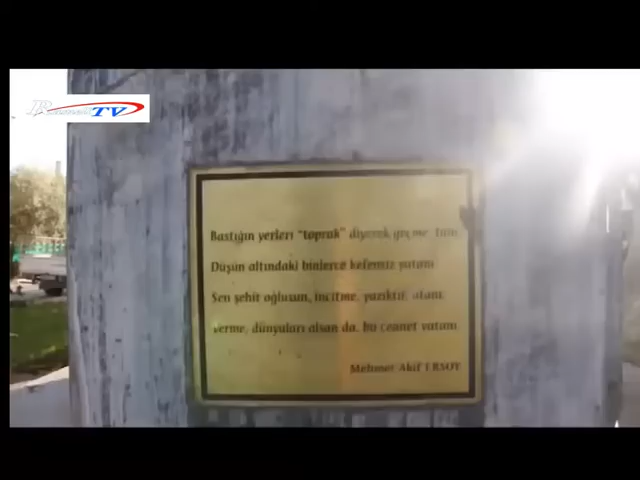 TV
Bastığın yerleri "toprak" diyerek geçme tanı
Düşün altındaki binlerce kefensiz yatanı
Sen şehit oğlusun, incitme, yazıktır, atanı
verme, dünyaları alsan da, bu cennet vatanı
Mehmet Akif ERSOY